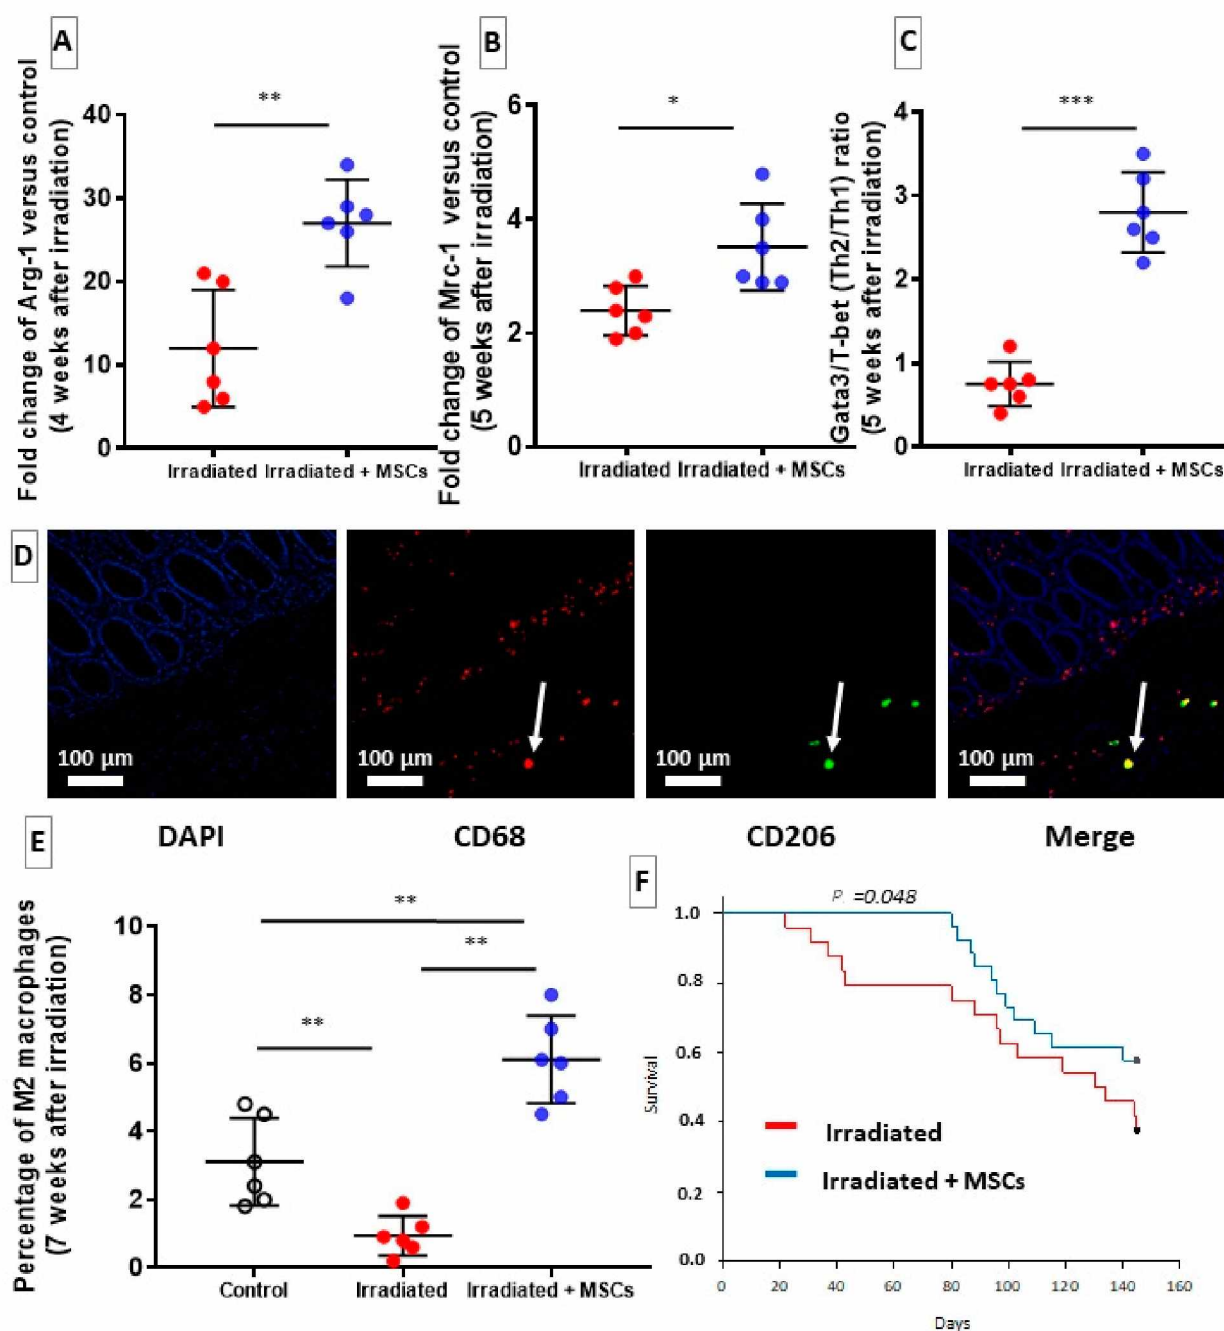 A
Fold change of Arg-1 versus control
(4 weeks after irradiation)
40
30
20
10
0
**
Irradiated
Irradiated + MSCs
B
Fold change of Mrc-1 versus control
(5 weeks after irradiation)
6
4
2
0
*
Irradiated
Irradiated + MSCs
C
Gata3/T-bet (Th2/Th1) ratio
(5 weeks after irradiation)
4
3
2
1
0
***
Irradiated
Irradiated + MSCs
D
100 µm
100 µm
100 µm
100 µm
DAPI
CD68
CD206
Merge
E
Percentage of M2 macrophages
(7 weeks after irradiation)
10
8
6
4
2
0
**
**
**
Control
Irradiated
Irradiated + MSCs
F
P. =0.048
Survival
1.0
0.8
0.6
0.4
0.2
0.0
Irradiated
Irradiated + MSCs
0
20
40
60
80
100
120
140
160
Days